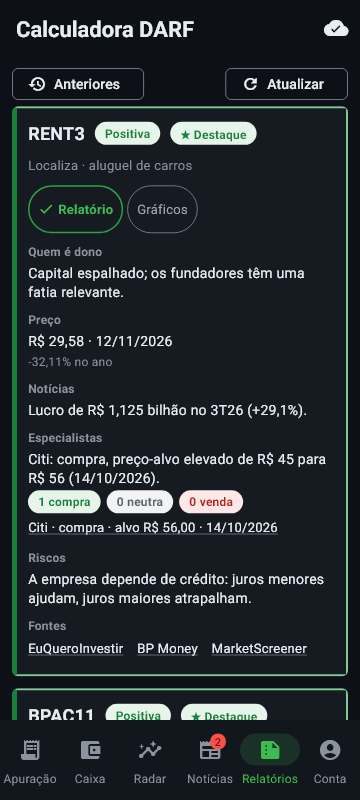 Calculadora DARF
Anteriores
Atualizar
RENT3 Positiva ★ Destaque
Localiza · aluguel de carros
Relatório Gráficos
Quem é dono
Capital espalhado; os fundadores têm uma
fatia relevante.
Preço
R$ 29,58 · 12/11/2026
-32,11% no ano
Notícias
Lucro de R$ 1,125 bilhão no 3T26 (+29,1%).
Especialistas
Citi: compra, preço-alvo elevado de R$ 45 para
R$ 56 (14/10/2026).
1 compra 0 neutra 0 venda
Citi · compra · alvo R$ 56,00 · 14/10/2026
Riscos
A empresa depende de crédito: juros menores
ajudam, juros maiores atrapalham.
Fontes
EuQueroInvestir BP Money MarketScreener
BPAC11 Positiva ★ Destaque
2
Apuração Caixa Radar Notícias Relatórios Conta